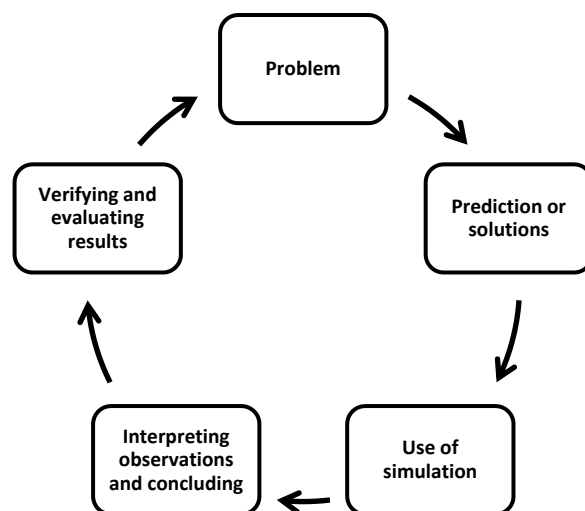 Problem
Prediction or
solutions
Use of
simulation
Interpreting
observations
and concluding
Verifying and
evaluating
results